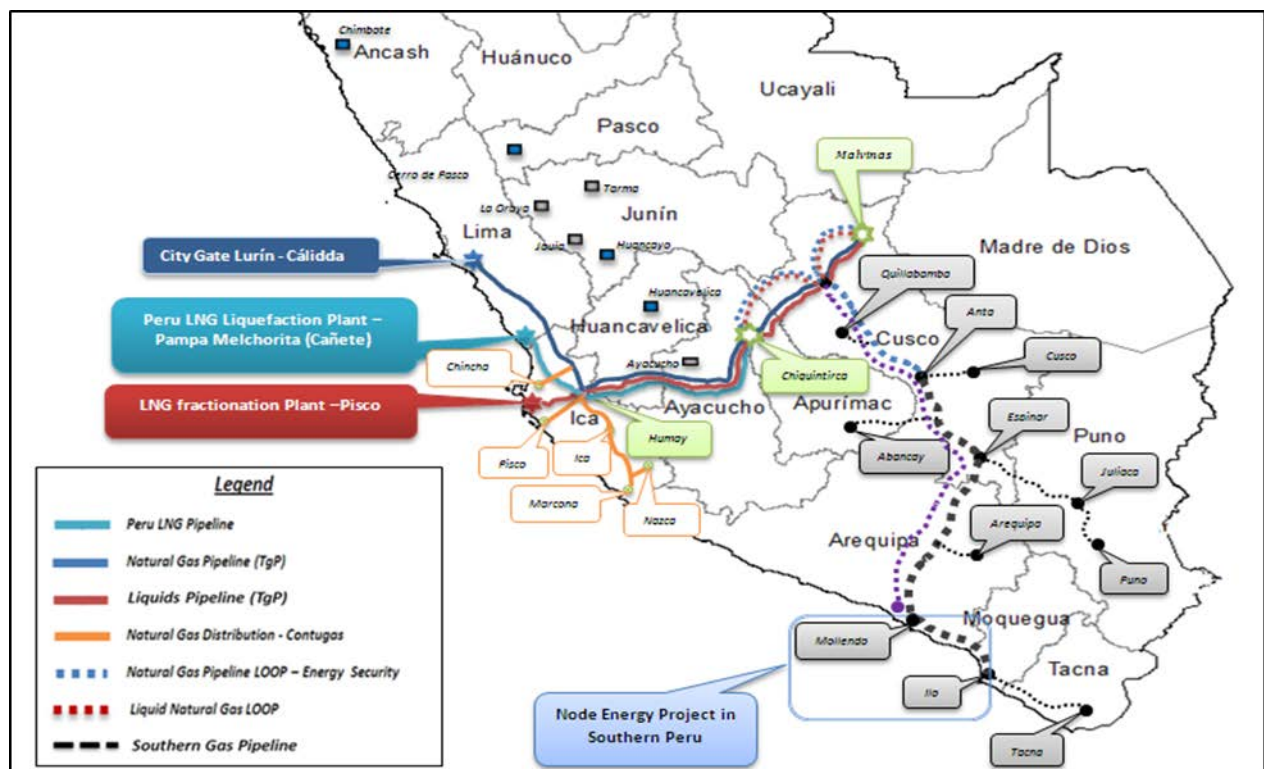 Chimbote
Ancash
Huánuco
Ucayali
Pasco
Malvinas
Cerro de Pasco
Tarma
La Oroya
Junín
Lima
Jauja
Huancayo
Madre de Dios
City Gate Lurín - Cálidda
Quillabamba
Huancavelica
Anta
Peru LNG Liquefaction Plant –
Pampa Melchorita (Cañete)
Huancavelica
Cusco
Cusco
Chincha
Ayacucho
Chiquintirca
LNG fractionation Plant –Pisco
Ayacucho
Apurímac
Ica
Espinar
Humay
Puno
Pisco
Ica
Abancay
Juliaca
Legend
Marcona
Nazca
Arequipa
Peru LNG Pipeline
Arequipa
Natural Gas Pipeline (TgP)
Puno
Liquids Pipeline (TgP)
Moquegua
Natural Gas Distribution - Contugas
Mollendo
Tacna
Natural Gas Pipeline LOOP – Energy Security
Ilo
Liquid Natural Gas LOOP
Node Energy Project in
Southern Peru
Southern Gas Pipeline
Tacna